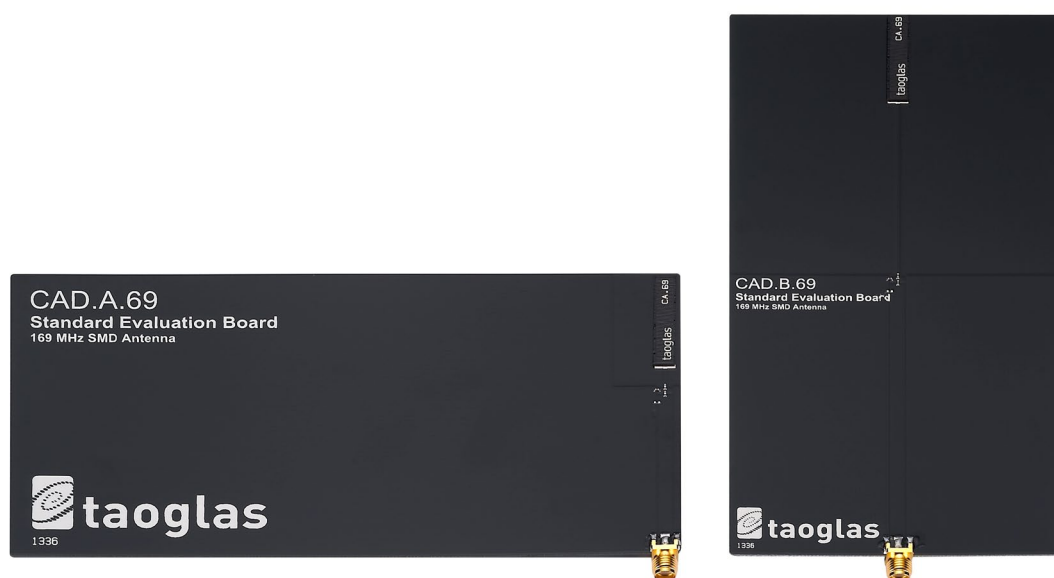 CAD.A.69
Standard Evaluation Board
169 MHz SMD Antenna
CA.69
taoglas
taoglas
1336
CA.69
taoglas
CAD.B.69
Standard Evaluation Board
169 MHz SMD Antenna
taoglas
1336